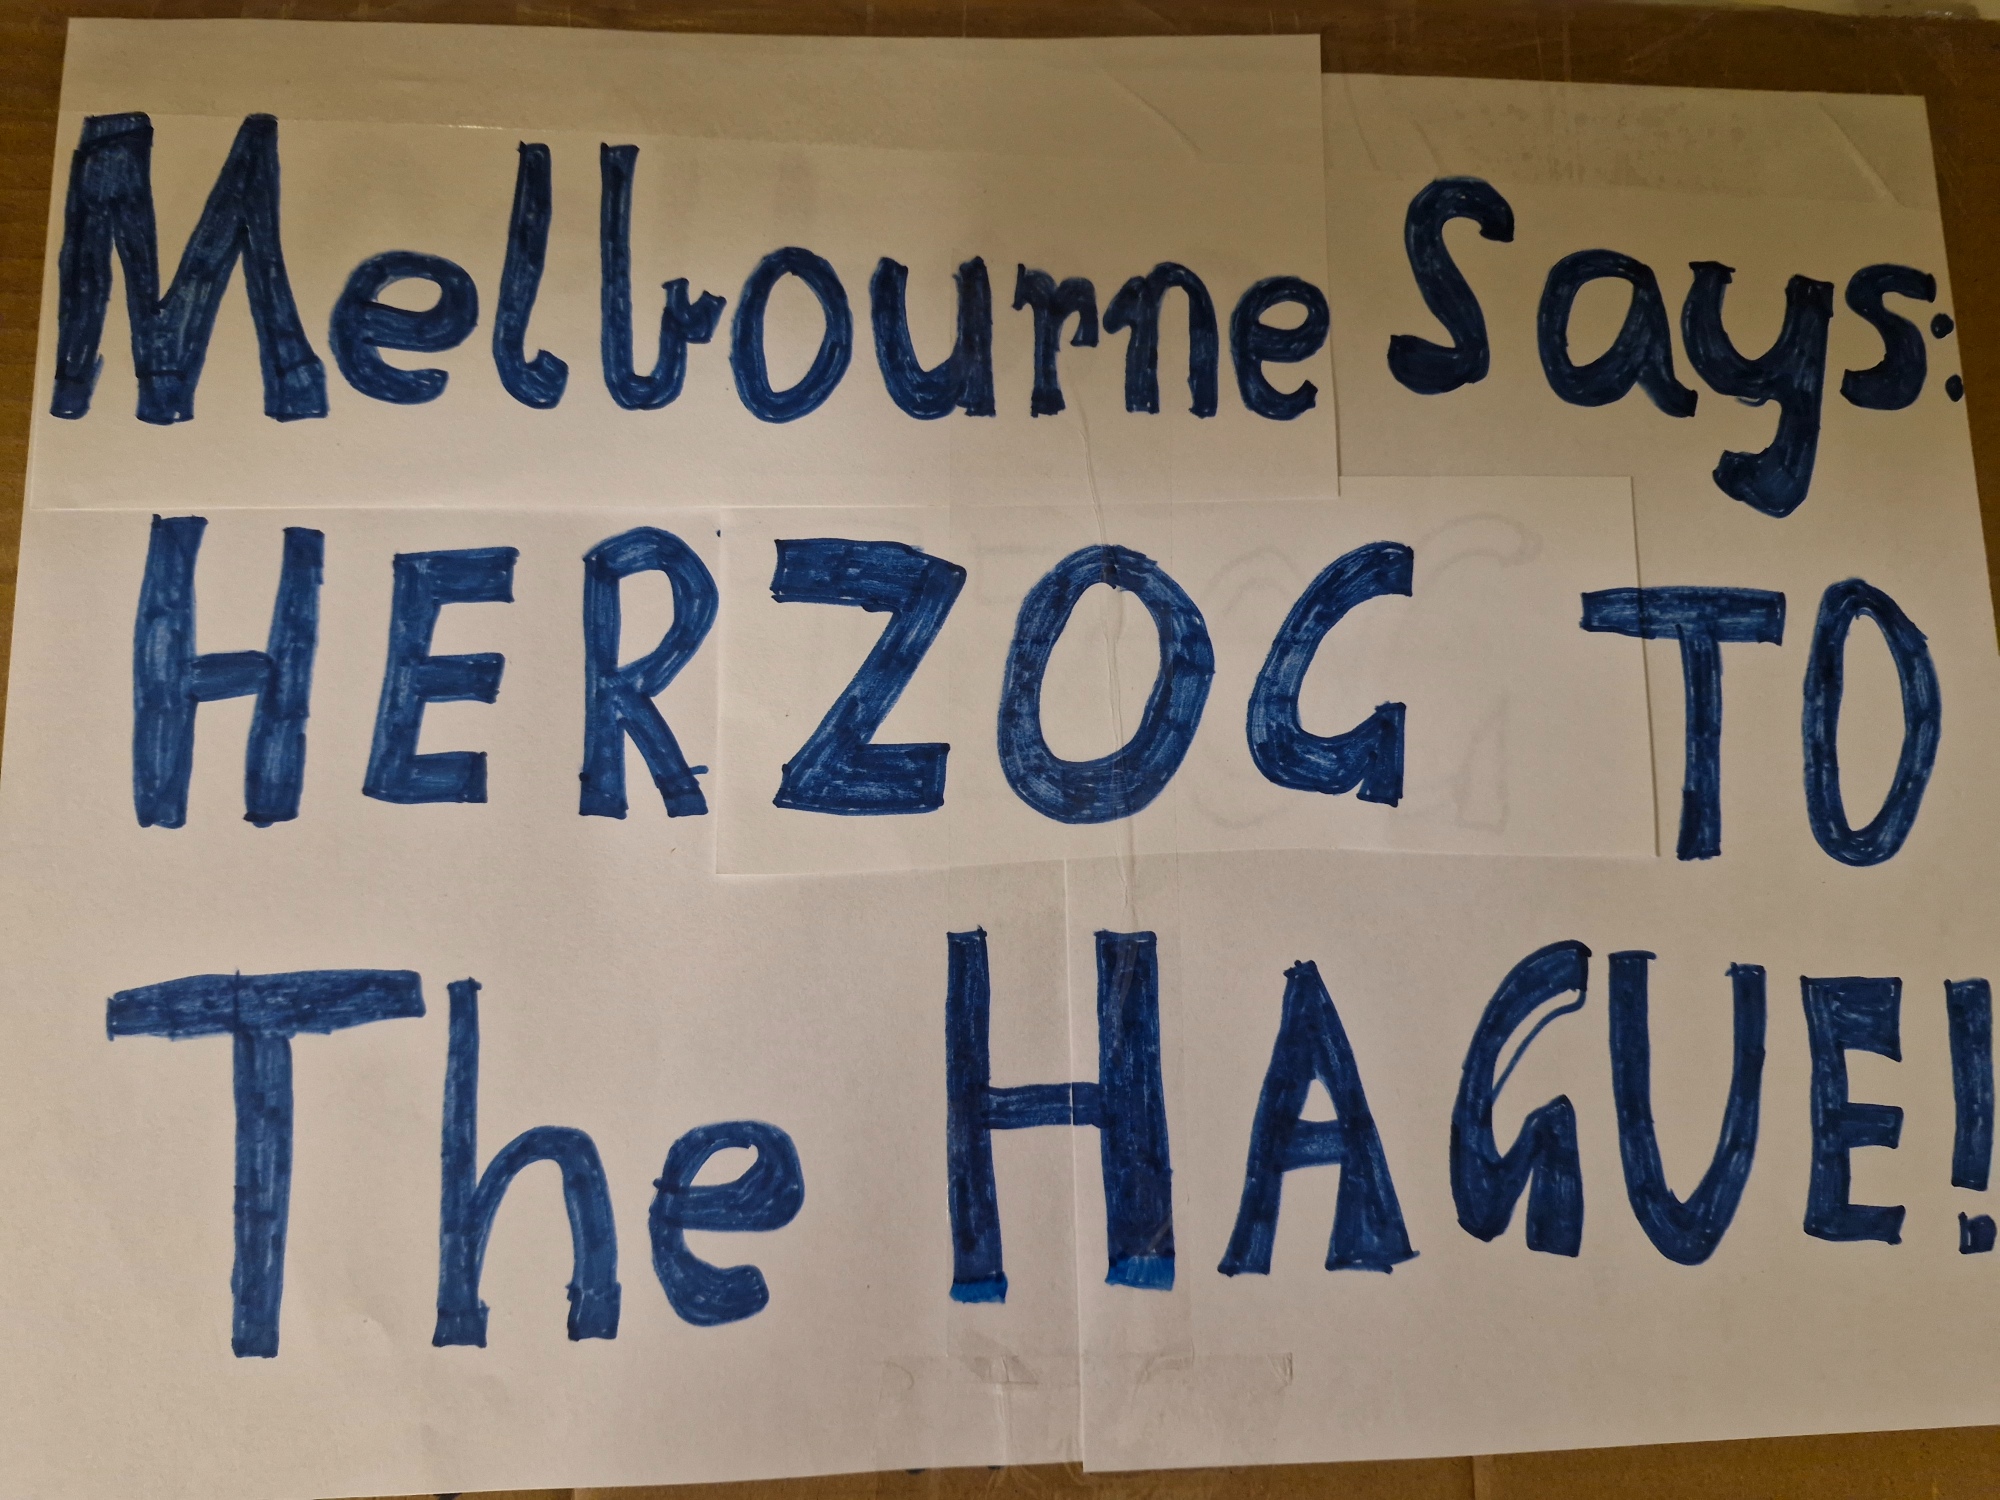 Melbourne Says:
HERZOG TO
The HAGUE!